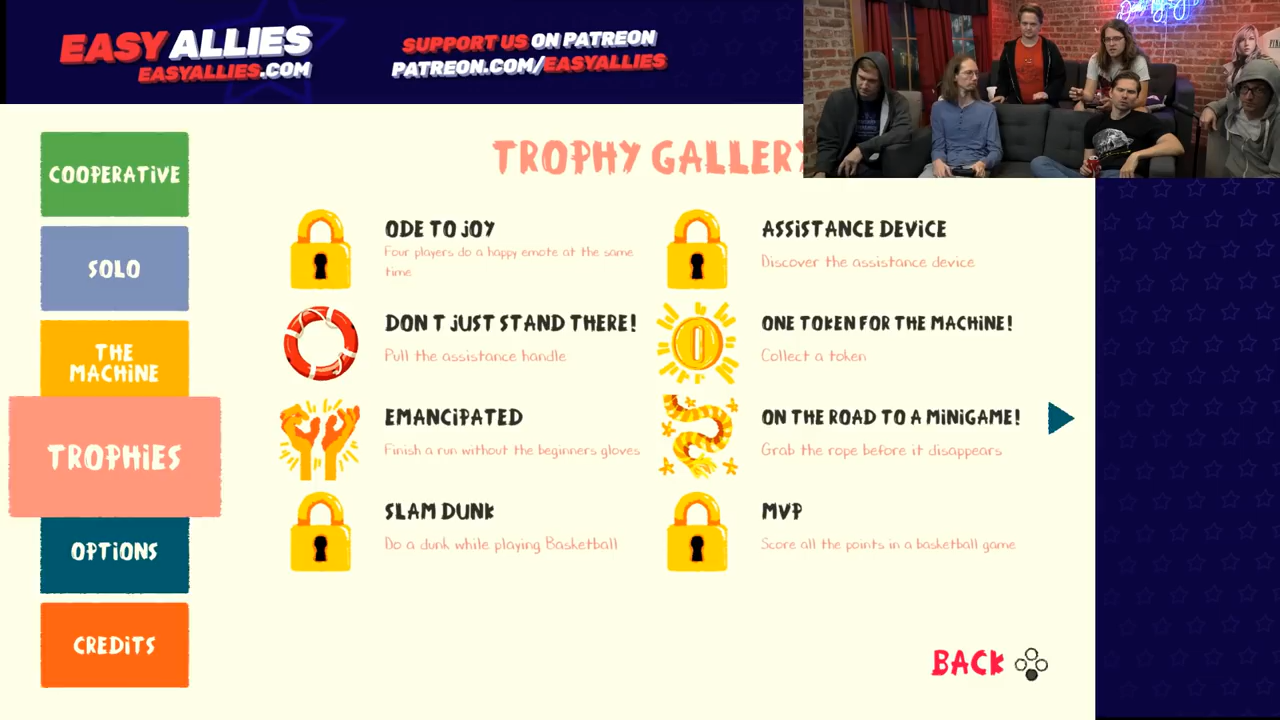 EASY ALLIES
EASYALLIES.COM
SUPPORT US ON PATREON
PATREON.COM/EASYALLIES
TROPHY GALLERY
COOPERATIVE
SOLO
THE
MACHINE
TROPHIES
OPTIONS
CREDITS
ODE TO JOY
Four players do a happy emote at the same
time
ASSISTANCE DEVICE
Discover the assistance device
DON T JUST STAND THERE!
Pull the assistance handle
ONE TOKEN FOR THE MACHINE!
Collect a token
EMANCIPATED
Finish a run without the beginners gloves
ON THE ROAD TO A MINIGAME!
Grab the rope before it disappears
SLAM DUNK
Do a dunk while playing Basketball
MVP
Score all the points in a basketball game
BACK